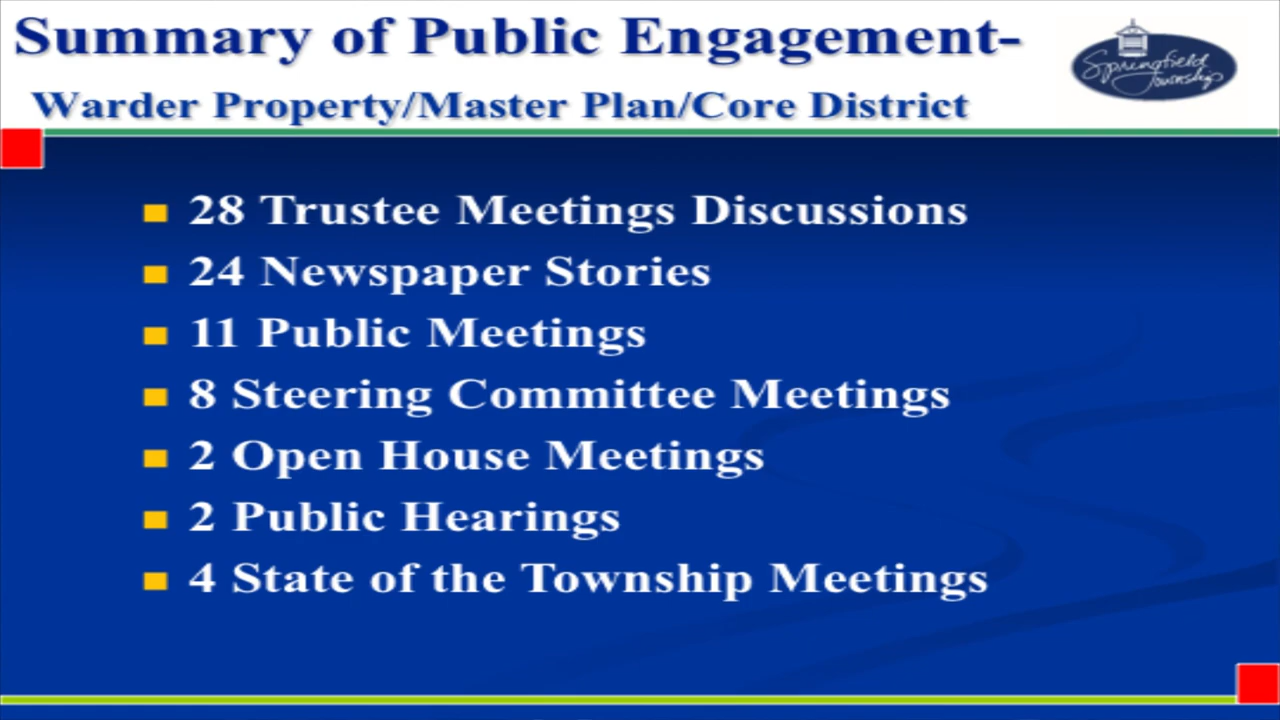 Summary of Public Engagement-
Springfield
Township
Warder Property/Master Plan/Core District
28 Trustee Meetings Discussions
24 Newspaper Stories
11 Public Meetings
8 Steering Committee Meetings
2 Open House Meetings
2 Public Hearings
4 State of the Township Meetings